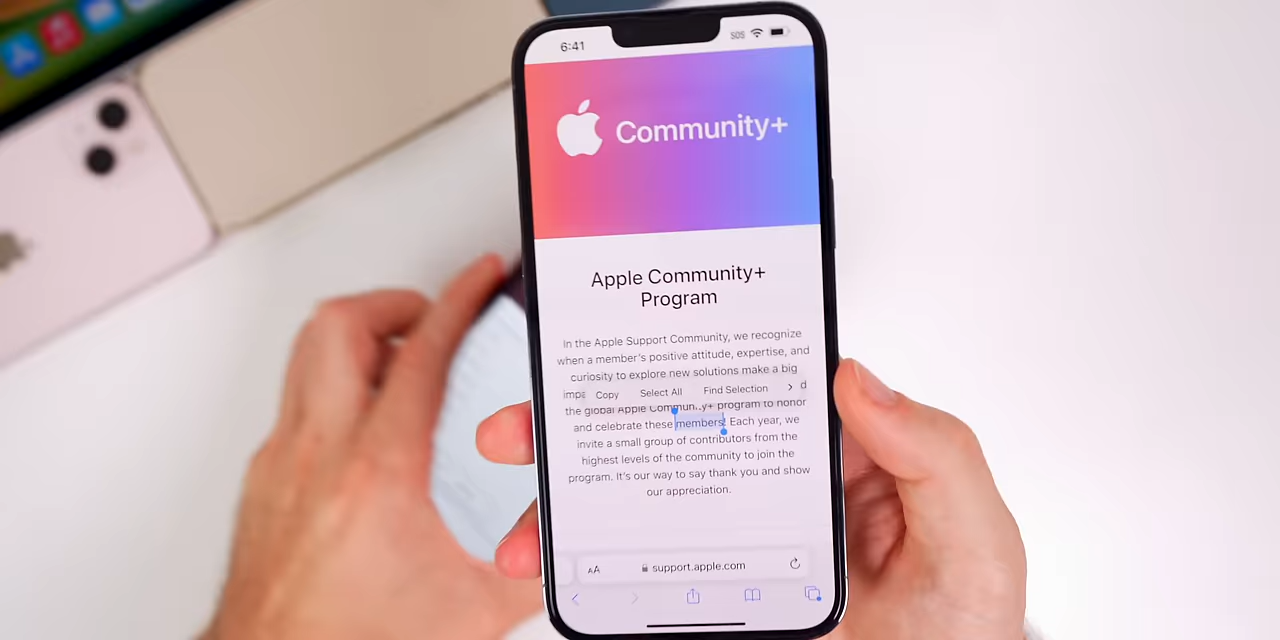 6:41
SOS
Community+
Apple Community+
Program
In the Apple Support Community, we recognize
when a member's positive attitude, expertise, and
curiosity to explore new solutions make a big
Copy Select All Find Selection >
the global Apple program to honor
and celebrate these members! Each year, we
invite a small group of contributors from the
highest levels of the community to join the
program. It's our way to say thank you and show
our appreciation.
AA support.apple.com